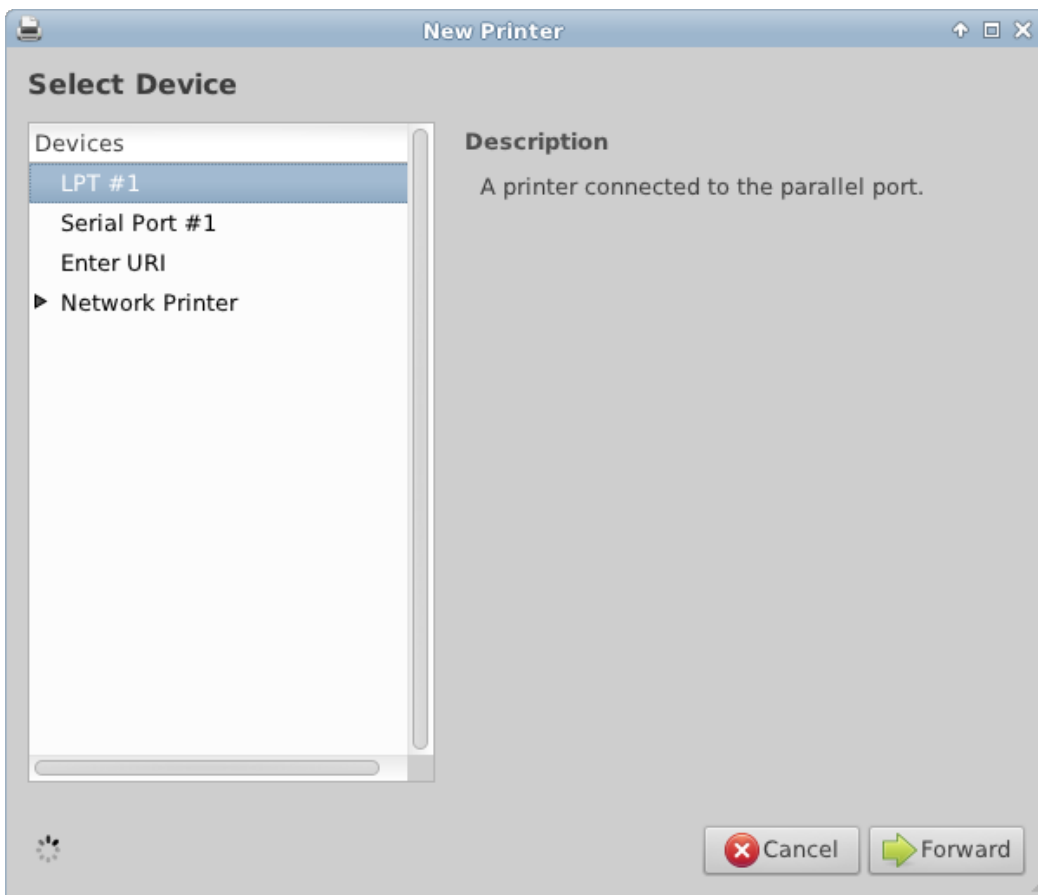 New Printer
Select Device
Devices
LPT #1
Serial Port #1
Enter URI
Network Printer
Description
A printer connected to the parallel port.
Cancel
Forward